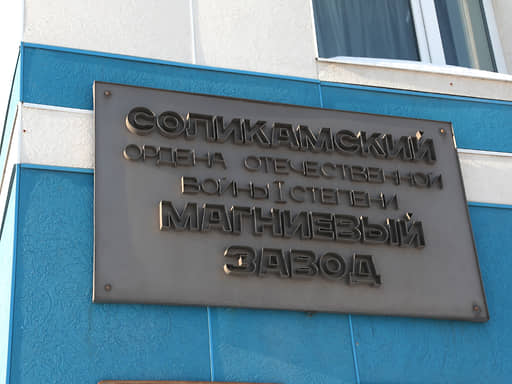 СОЛИКАМСКИЙ
ОРДЕНА ОТЕЧЕСТВЕННОЙ
ВОЙНЫ I СТЕПЕНИ
МАГНИЕВЫЙ
ЗАВОД